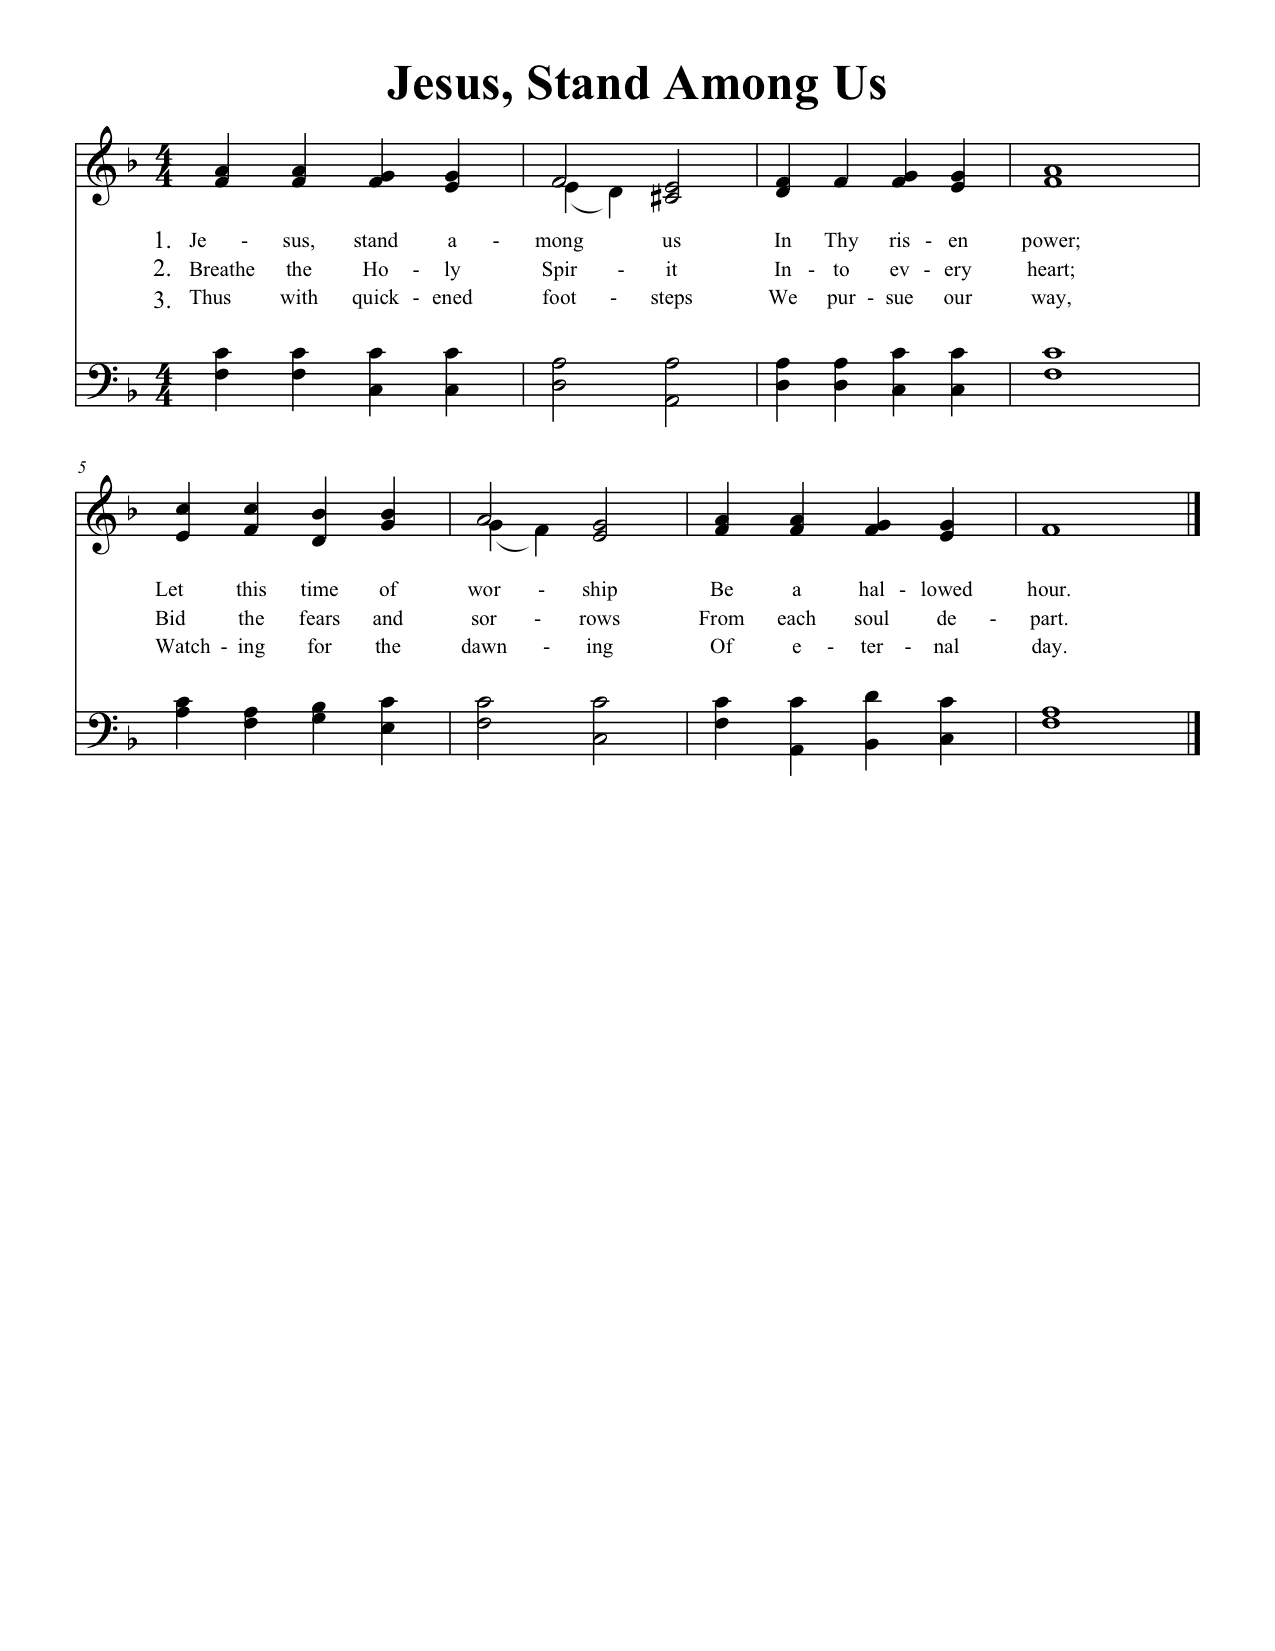 Jesus, Stand Among Us
4
4
1. Je - sus, stand a - mong us In Thy ris - en power;
2. Breathe the Ho - ly Spir - it In - to ev - ery heart;
3. Thus with quick - ened foot - steps We pur - sue our way,
4
4
5
Let this time of wor - ship Be a hal - lowed hour.
Bid the fears and sor - rows From each soul de - part.
Watch - ing for the dawn - ing Of e - ter - nal day.